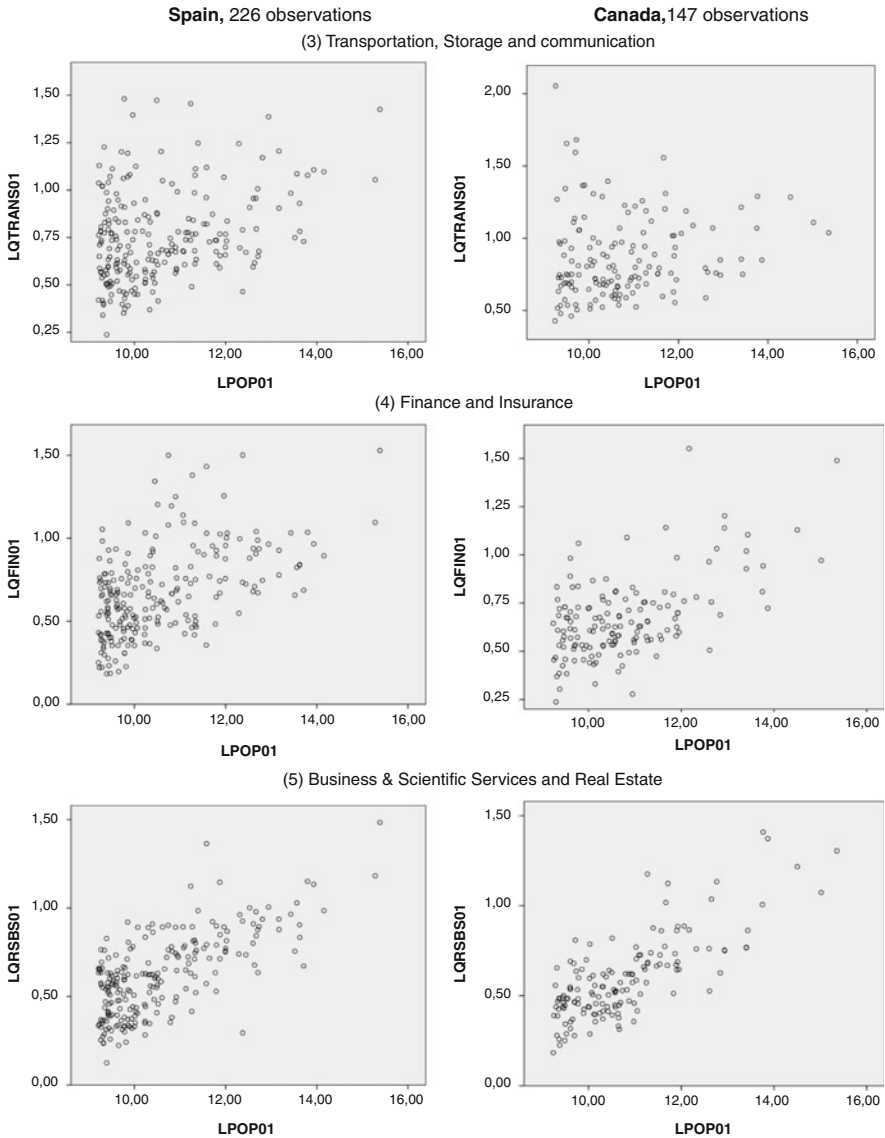 Spain, 226 observations
Canada,147 observations
(3) Transportation, Storage and communication
1,50
1,25
1,00
0,75
0,50
0,25
LQTRANS01
10,00 12,00 14,00 16,00
LPOP01
2,00
1,50
1,00
0,50
LQTRANS01
10,00 12,00 14,00 16,00
LPOP01
(4) Finance and Insurance
1,50
1,00
0,50
0,00
LQFIN01
10,00 12,00 14,00 16,00
LPOP01
1,50
1,25
1,00
0,75
0,50
0,25
LQFIN01
10,00 12,00 14,00 16,00
LPOP01
(5) Business & Scientific Services and Real Estate
1,50
1,00
0,50
0,00
LQRSBS01
10,00 12,00 14,00 16,00
LPOP01
1,50
1,00
0,50
0,00
LQRSBS01
10,00 12,00 14,00 16,00
LPOP01